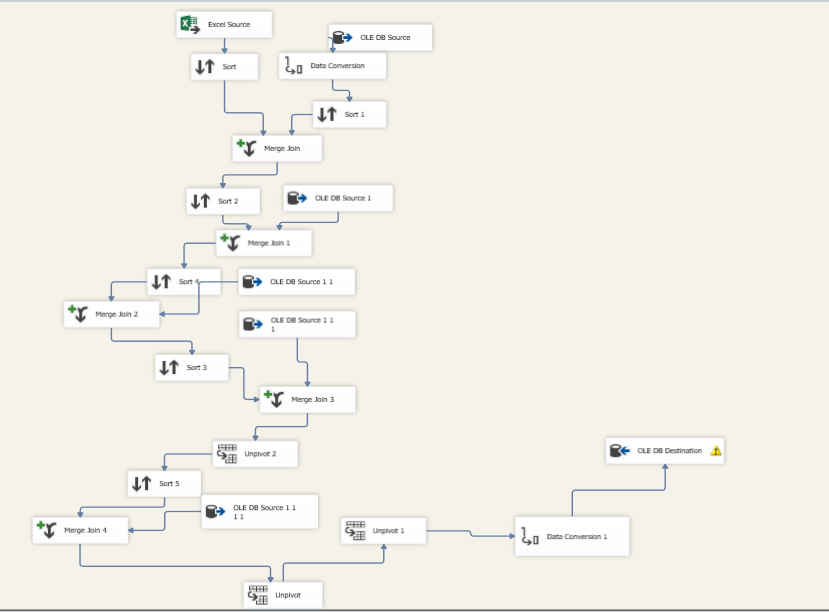 Excel Source
OLE DB Source
Sort
Data Conversion
Sort 1
Merge Join
Sort 2
OLE DB Source 1
Merge Join 1
Sort 4
OLE DB Source 1 1
Merge Join 2
OLE DB Source 1 1
1
Sort 3
Merge Join 3
Unpivot 2
OLE DB Destination
Sort 5
OLE DB Source 1 1
1 1
Merge Join 4
Unpivot 1
Data Conversion 1
Unpivot